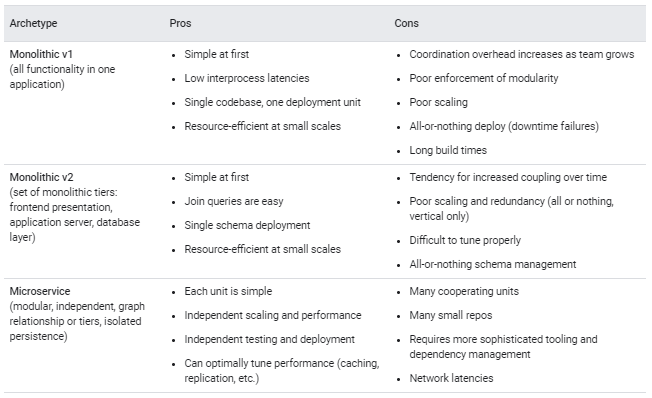 Archetype Pros Cons
Monolithic v1
(all functionality in one
application)
• Simple at first
• Low interprocess latencies
• Single codebase, one deployment unit
• Resource-efficient at small scales
• Coordination overhead increases as team grows
• Poor enforcement of modularity
• Poor scaling
• All-or-nothing deploy (downtime failures)
• Long build times
Monolithic v2
(set of monolithic tiers:
frontend presentation,
application server, database
layer)
• Simple at first
• Join queries are easy
• Single schema deployment
• Resource-efficient at small scales
• Tendency for increased coupling over time
• Poor scaling and redundancy (all or nothing,
vertical only)
• Difficult to tune properly
• All-or-nothing schema management
Microservice
(modular, independent, graph
relationship or tiers, isolated
persistence)
• Each unit is simple
• Independent scaling and performance
• Independent testing and deployment
• Can optimally tune performance (caching,
replication, etc.)
• Many cooperating units
• Many small repos
• Requires more sophisticated tooling and
dependency management
• Network latencies